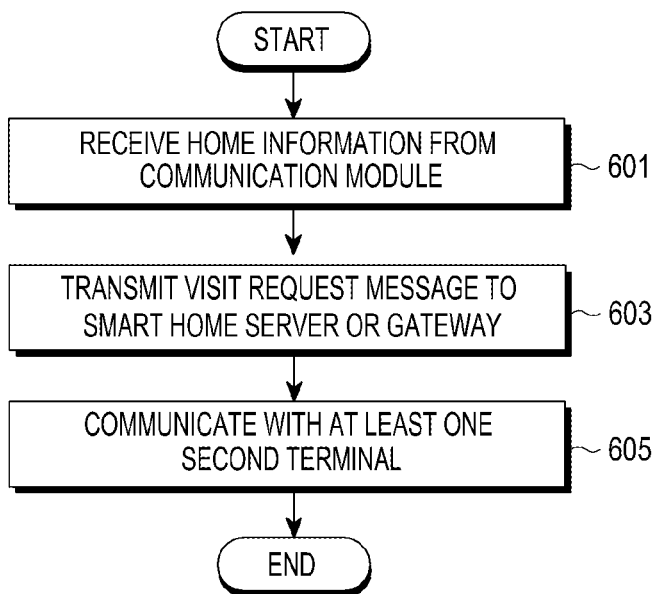 START
RECEIVE HOME INFORMATION FROM
COMMUNICATION MODULE
601
TRANSMIT VISIT REQUEST MESSAGE TO
SMART HOME SERVER OR GATEWAY
603
COMMUNICATE WITH AT LEAST ONE
SECOND TERMINAL
605
END